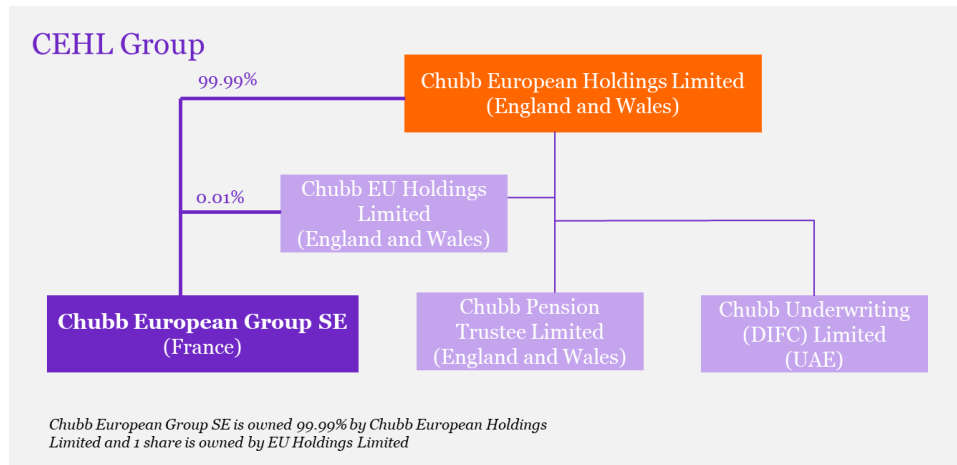 CEHL Group
99.99%
Chubb European Holdings Limited
(England and Wales)
0.01%
Chubb EU Holdings
Limited
(England and Wales)
Chubb European Group SE
(France)
Chubb Pension
Trustee Limited
(England and Wales)
Chubb Underwriting
(DIFC) Limited
(UAE)
Chubb European Group SE is owned 99.99% by Chubb European Holdings
Limited and 1 share is owned by EU Holdings Limited